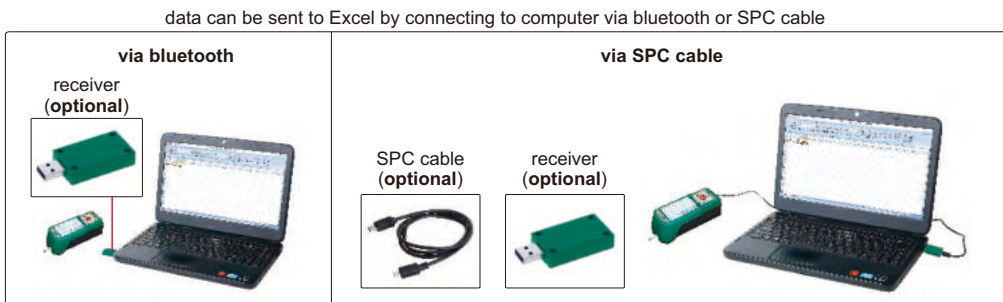 data can be sent to Excel by connecting to computer via bluetooth or SPC cable
via bluetooth
receiver
(optional)
via SPC cable
SPC cable
(optional)
receiver
(optional)